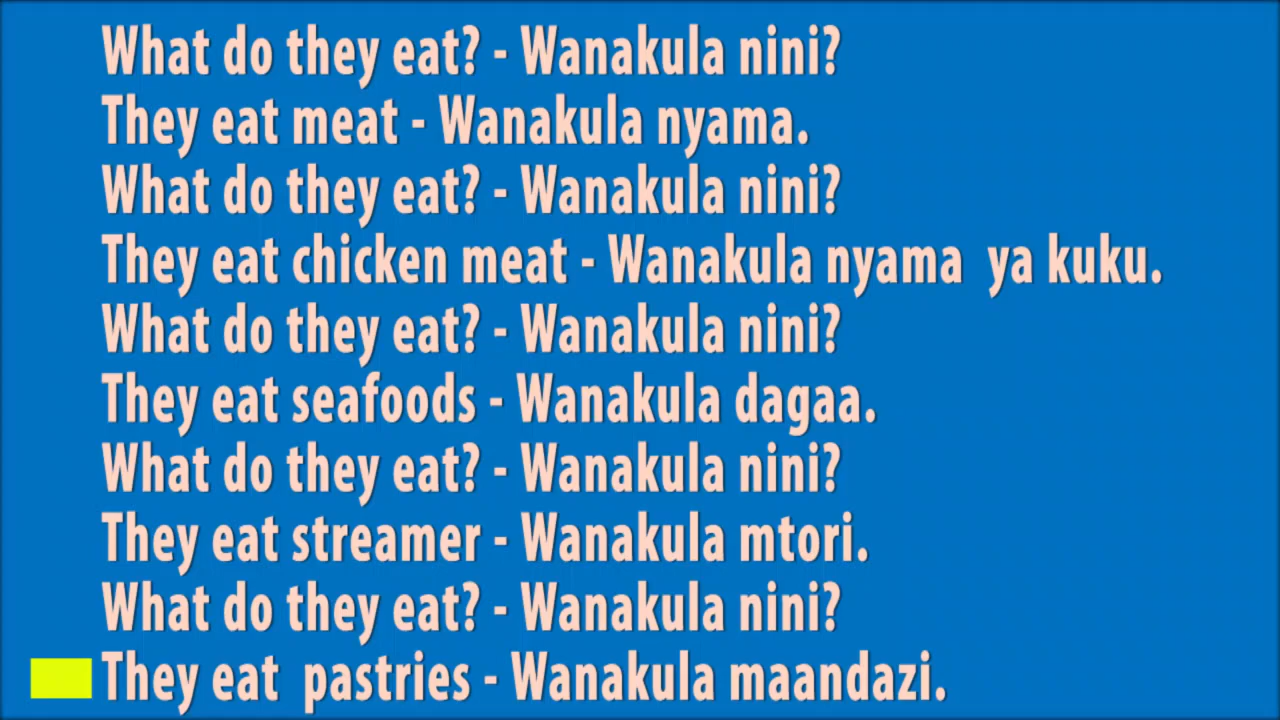 What do they eat? - Wanakula nini?
They eat meat - Wanakula nyama.
What do they eat? - Wanakula nini?
They eat chicken meat - Wanakula nyama  ya kuku.
What do they eat? - Wanakula nini?
They eat seafoods - Wanakula dagaa.
What do they eat? - Wanakula nini?
They eat streamer - Wanakula mtori.
What do they eat? - Wanakula nini?
They eat  pastries - Wanakula maandazi.